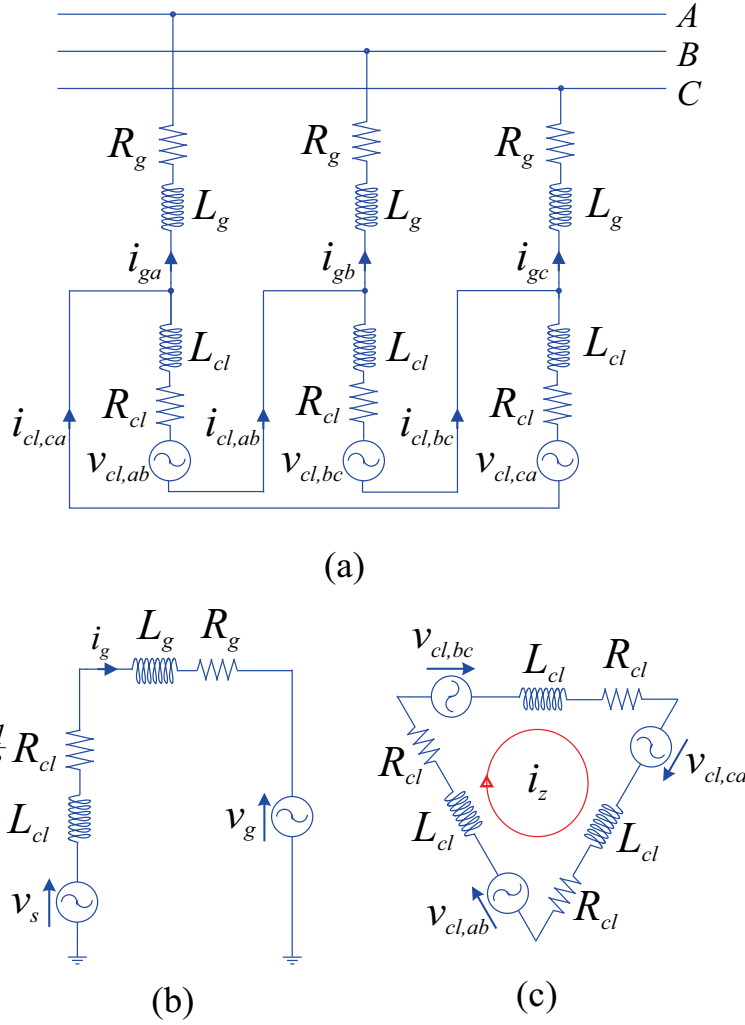 A
B
C
R_g R_g R_g
L_g L_g L_g
i_ga i_gb i_gc
L_cl L_cl L_cl
R_cl R_cl R_cl
i_cl,ca i_cl,ab i_cl,bc
v_cl,ab v_cl,bc v_cl,ca
(a)
i_g L_g R_g
R_cl
L_cl
v_g
v_s
(b)
v_cl,bc
L_cl R_cl
R_cl
v_cl,ca
i_z
L_cl L_cl
R_cl
v_cl,ab
(c)